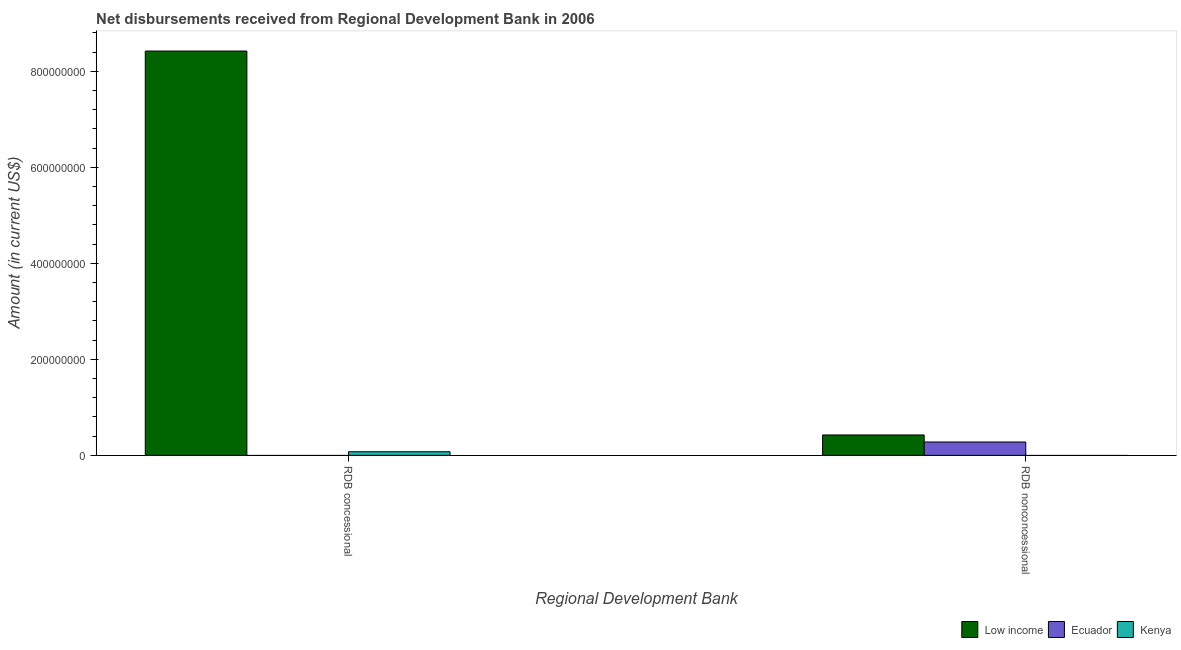 Net disbursements received from Regional Development Bank in 2006
Amount (in current US$)
800000000
600000000
400000000
200000000
0
RDB concessional
RDB nonconcessional
Regional Development Bank
Low income
Ecuador
Kenya